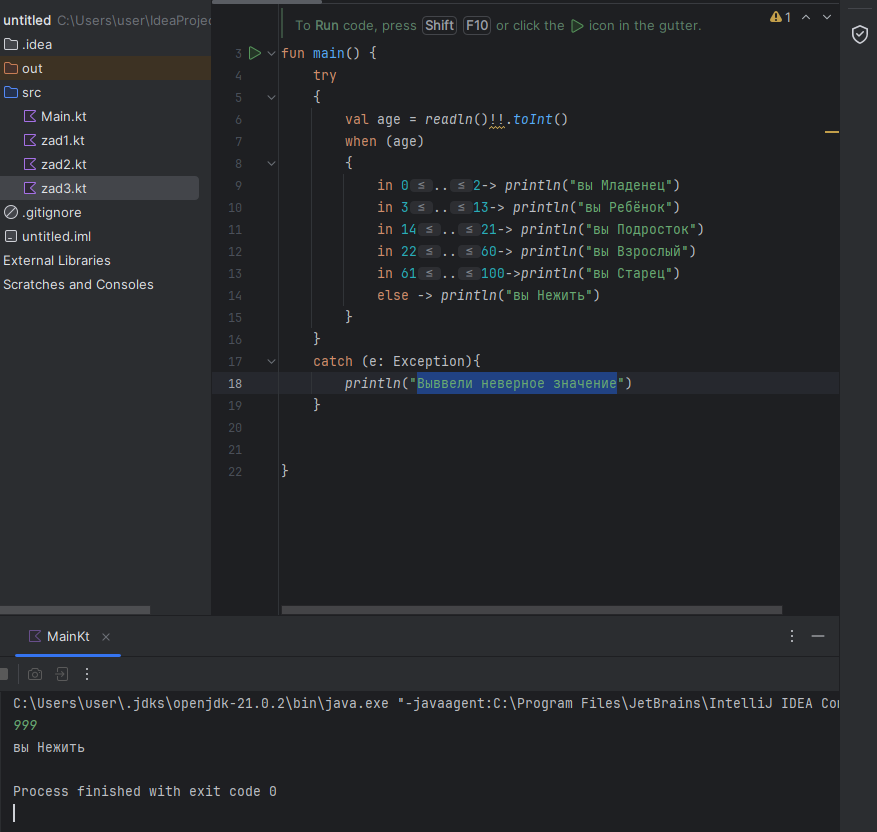 untitled C:\Users\user\IdeaProje
.idea
out
src
Main.kt
zad1.kt
zad2.kt
zad3.kt
.gitignore
untitled.iml
External Libraries
Scratches and Consoles
To Run code, press Shift F10 or click the icon in the gutter.
1
3 fun main() {
4 try
5 {
6 val age = readln()!!.toInt()
7 when (age)
8 {
9 in 0 ≤ .. ≤ 2-> println("вы Младенец")
10 in 3 ≤ .. ≤ 13-> println("вы Ребёнок")
11 in 14 ≤ .. ≤ 21-> println("вы Подросток")
12 in 22 ≤ .. ≤ 60-> println("вы Взрослый")
13 in 61 ≤ .. ≤ 100->println("вы Старец")
14 else -> println("вы Нежить")
15 }
16 }
17 catch (e: Exception){
18 println("Выввели неверное значение")
19 }
20
21
22 }
MainKt
C:\Users\user\.jdks\openjdk-21.0.2\bin\java.exe "-javaagent:C:\Program Files\JetBrains\IntelliJ IDEA Con
999
вы Нежить
Process finished with exit code 0